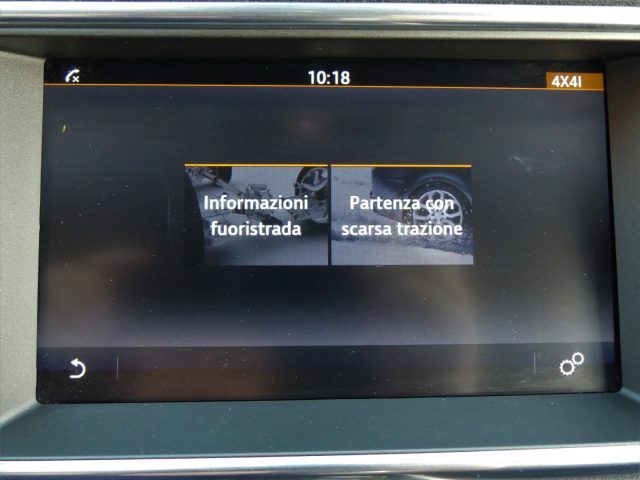 10:18
4X4I
Informazioni
fuoristrada
Partenza con
scarsa trazione